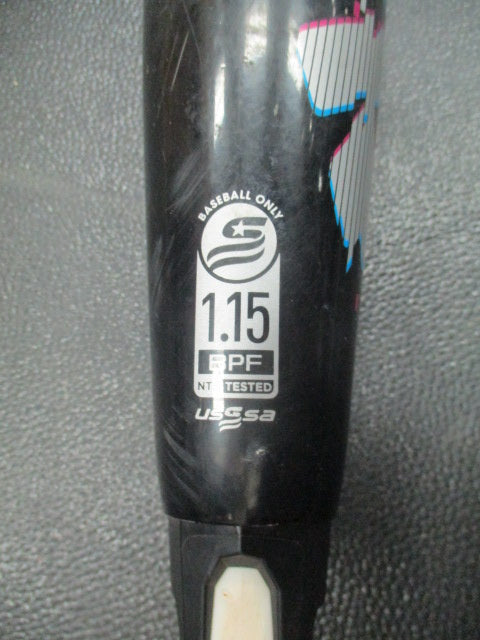 BASEBALL ONLY
1.15
BPF
NTS TESTED
usssa